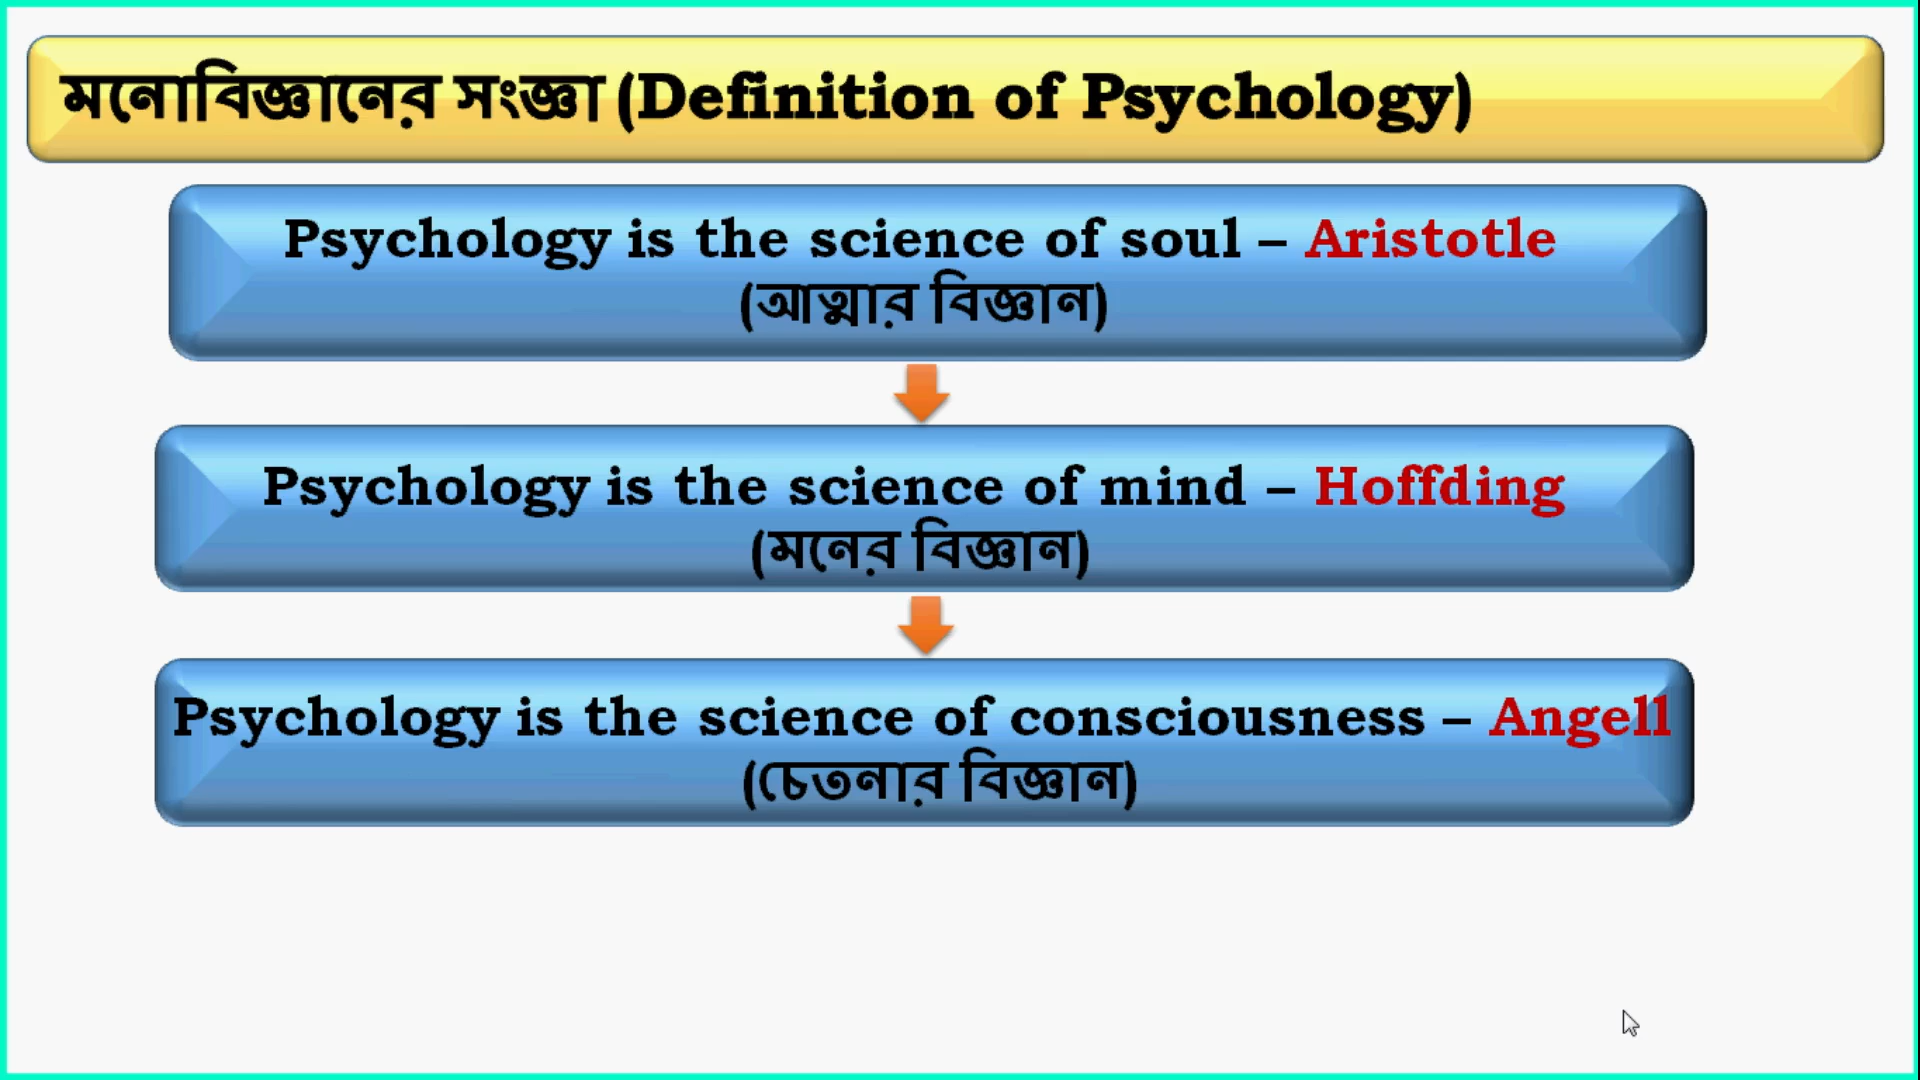 মনোবিজ্ঞানের সংজ্ঞা (Definition of Psychology)
Psychology is the science of soul – Aristotle
(আত্মার বিজ্ঞান)
Psychology is the science of mind – Hoffding
(মনের বিজ্ঞান)
Psychology is the science of consciousness – Angell
(চেতনার বিজ্ঞান)